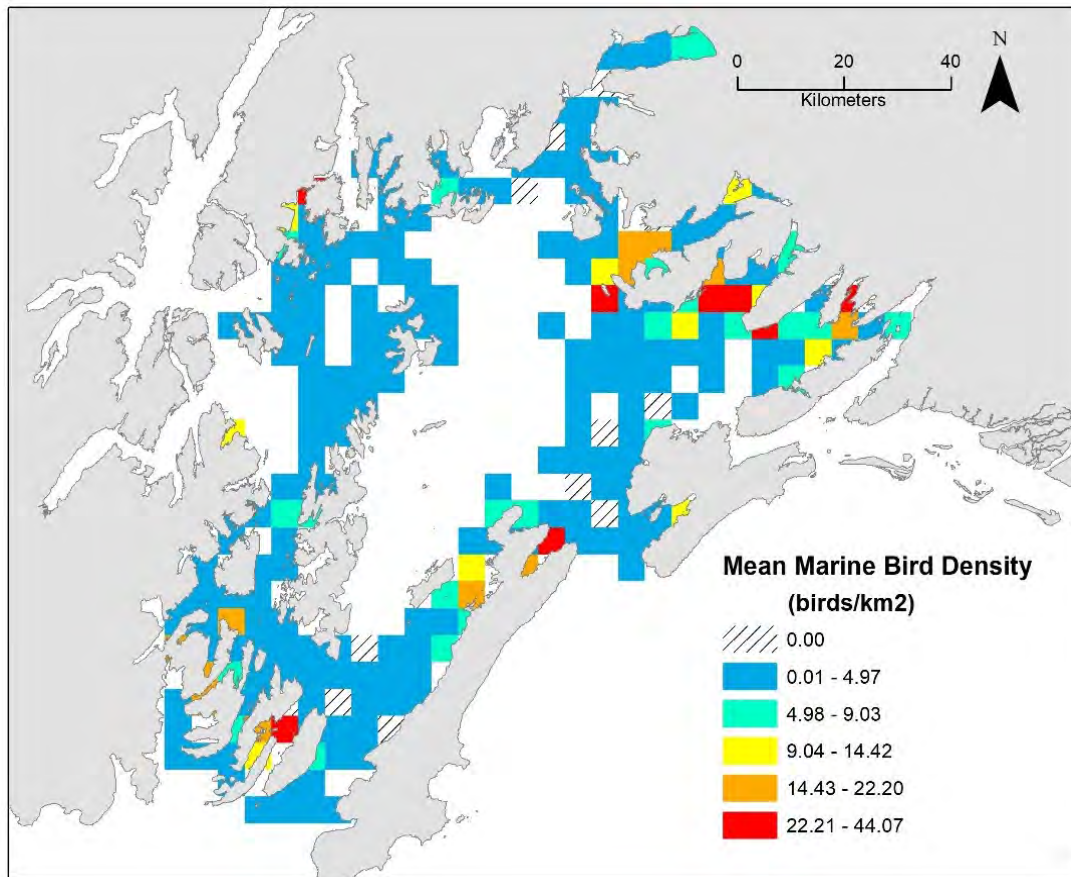 N
0 20 40
Kilometers
Mean Marine Bird Density
(birds/km2)
0.00
0.01 - 4.97
4.98 - 9.03
9.04 - 14.42
14.43 - 22.20
22.21 - 44.07